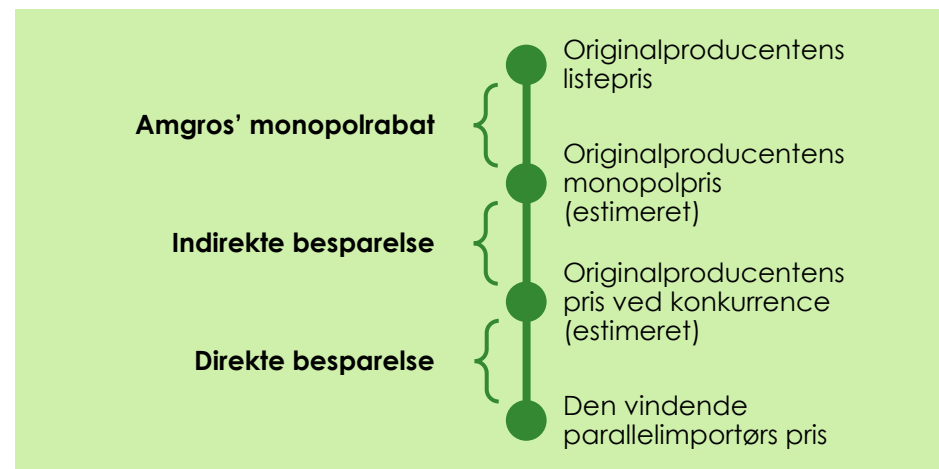 Originalproducentens
listepris
Amgros’ monopolrabat
Originalproducentens
monopolpris
(estimeret)
Indirekte besparelse
Originalproducentens
pris ved konkurrence
(estimeret)
Direkte besparelse
Den vindende
parallelimportørs pris